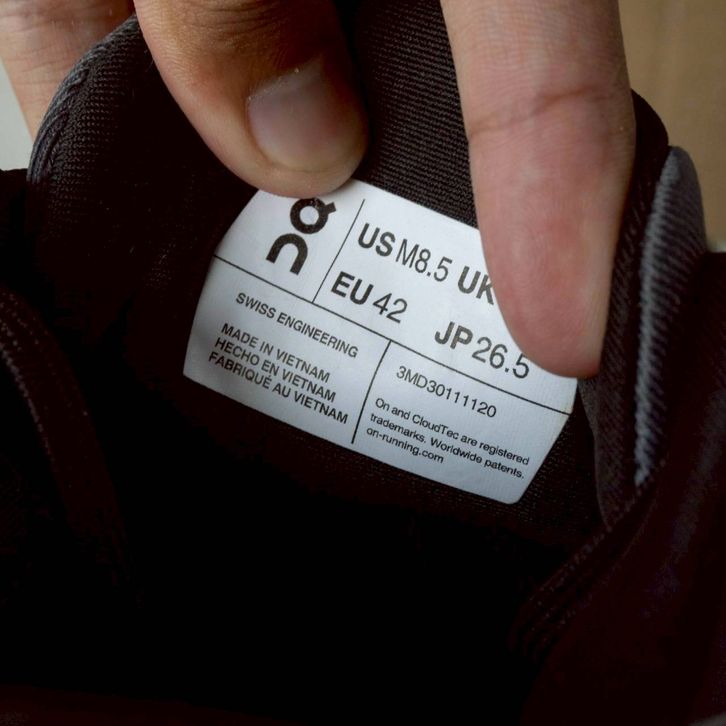 On
US M8.5 UK
EU 42 JP 26.5
SWISS ENGINEERING
MADE IN VIETNAM
HECHO EN VIETNAM
FABRIQUÉ AU VIETNAM
3MD30111120
On and CloudTec are registered
trademarks. Worldwide patents.
on-running.com